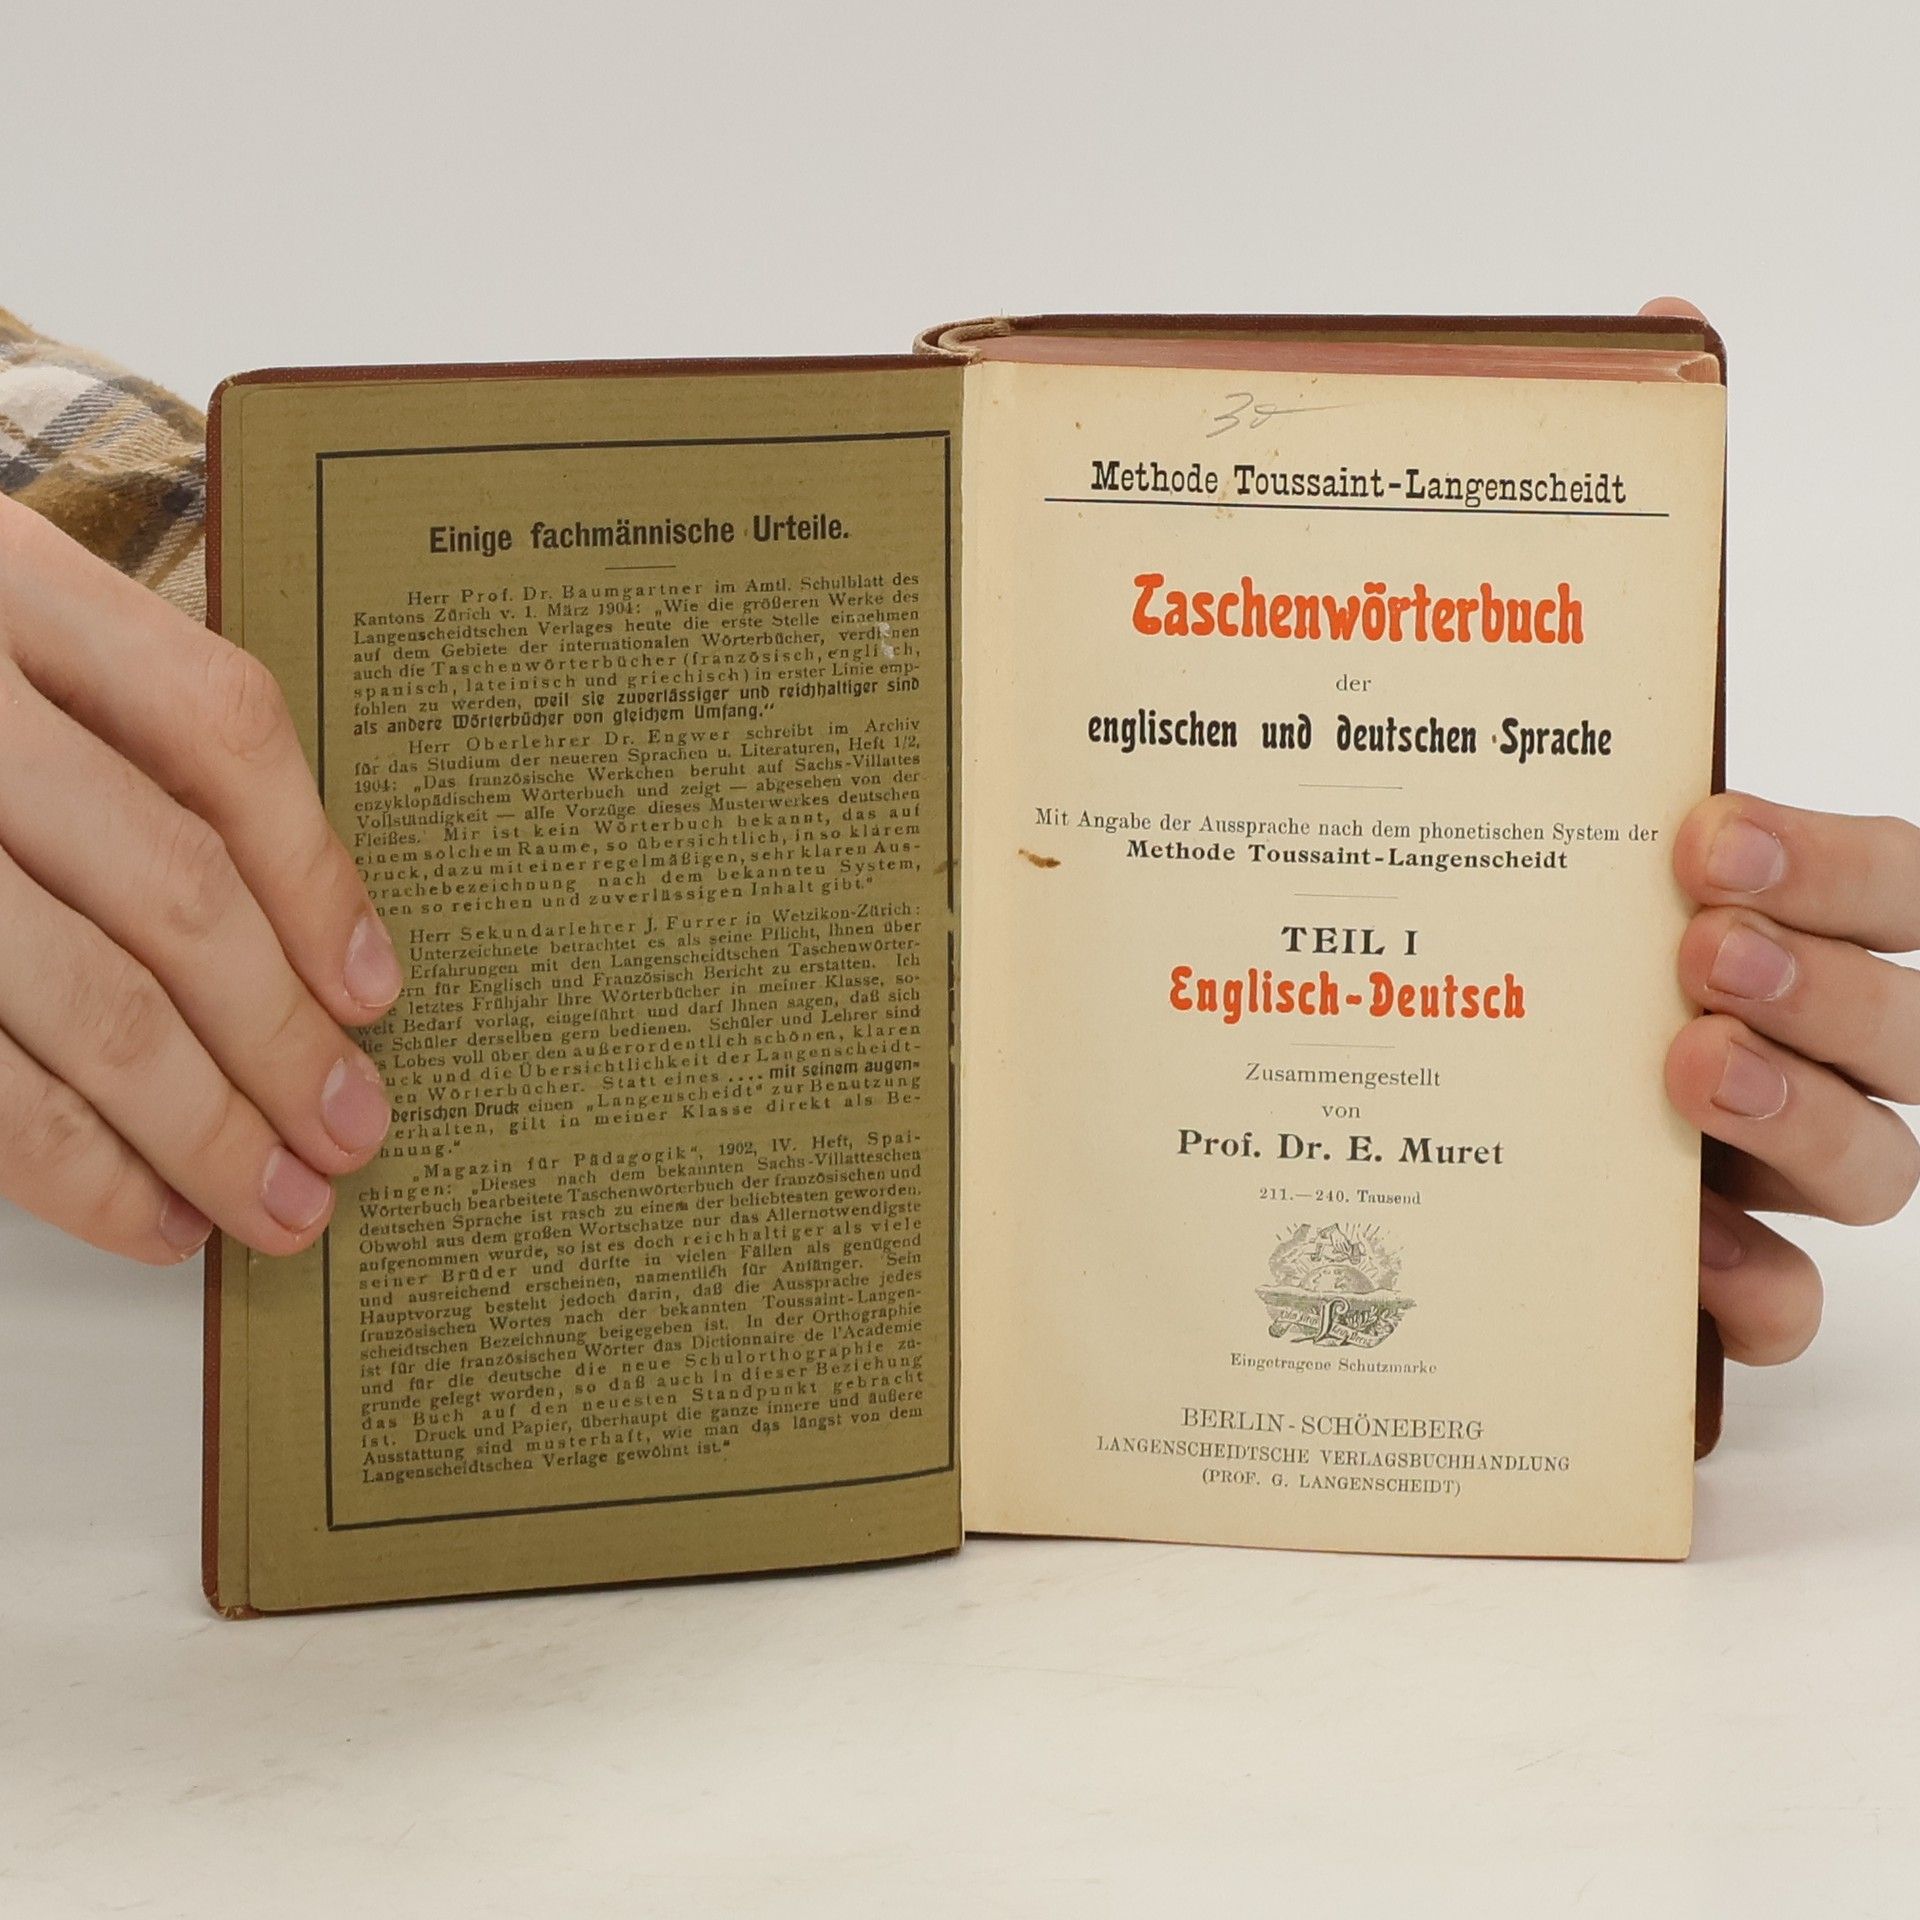 Einige fachmännische Urteile.
Herr Prof. Dr. Baumgartner im Amtl. Schulblatt des
Kantons Zürich v. 1. März 1904: „Wie die größeren Werke des
Langenscheidtschen Verlages heute die erste Stelle einnehmen
auf dem Gebiete der internationalen Wörterbücher, verdienen
auch die Taschenwörterbücher (französisch, englisch,
spanisch, lateinisch und griechisch) in erster Linie emp-
fohlen zu werden, weil sie zuverlässiger und reichhaltiger sind
als andere Wörterbücher von gleichem Umfang.“
Herr Oberlehrer Dr. Engwer schreibt im Archiv
für das Studium der neueren Sprachen u. Literaturen, Heft 1/2,
1904: „Das französische Werkchen beruht auf Sachs-Villattes
enzyklopädischem Wörterbuch und zeigt — abgesehen von der
Vollständigkeit — alle Vorzüge dieses Musterwerkes deutschen
Fleißes. Mir ist kein Wörterbuch bekannt, das auf
einem solchem Raume, so übersichtlich, in so klarem
Druck, dazu mit einer regelmäßigen, sehr klaren Aus-
sprachebezeichnung nach dem bekannten System,
nen so reichen und zuverlässigen Inhalt gibt.“
Herr Sekundarlehrer J. Furrer in Wetzikon-Zürich:
Unterzeichnete betrachtet es als seine Pflicht, Ihnen über
Erfahrungen mit den Langenscheidtschen Taschenwörter-
ern für Englisch und Französisch Bericht zu erstatten. Ich
e letztes Frühjahr Ihre Wörterbücher in meiner Klasse, so-
weit Bedarf vorlag, eingeführt und darf Ihnen sagen, daß sich
die Schüler derselben gern bedienen. Schüler und Lehrer sind
s Lobes voll über den außerordentlich schönen, klaren
uck und die Übersichtlichkeit der Langenscheidt-
en Wörterbücher. Statt eines .... mit seinem augen-
berischen Druck einen „Langenscheidt“ zur Benutzung
erhalten, gilt in meiner Klasse direkt als Be-
hnung.“
„Magazin für Pädagogik“, 1902, IV. Heft, Spai-
chingen: „Dieses nach dem bekannten Sachs-Villatteschen
Wörterbuch bearbeitete Taschenwörterbuch der französischen und
deutschen Sprache ist rasch zu einem der beliebtesten geworden.
Obwohl aus dem großen Wortschatze nur das Allernotwendigste
aufgenommen wurde, so ist es doch reichhaltiger als viele
seiner Brüder und dürfte in vielen Fällen als genügend
und ausreichend erscheinen, namentlich für Anfänger. Sein
Hauptvorzug besteht jedoch darin, daß die Aussprache jedes
französischen Wortes nach der bekannten Toussaint-Langen-
scheidtschen Bezeichnung beigegeben ist. In der Orthographie
ist für die französischen Wörter das Dictionnaire de l'Académie
und für die deutsche die neue Schulorthographie zu-
grunde gelegt worden, so daß auch in dieser Beziehung
das Buch auf den neuesten Standpunkt gebracht
ist. Druck und Papier, überhaupt die ganze innere und äußere
Ausstattung sind musterhaft, wie man das längst von dem
Langenscheidtschen Verlage gewöhnt ist.“
Methode Toussaint-Langenscheidt
Taschenwörterbuch
der
englischen und deutschen Sprache
Mit Angabe der Aussprache nach dem phonetischen System der
Methode Toussaint-Langenscheidt
TEIL I
Englisch-Deutsch
Zusammengestellt
von
Prof. Dr. E. Muret
211.—240. Tausend
Eingetragene Schutzmarke
BERLIN-SCHÖNEBERG
LANGENSCHEIDTSCHE VERLAGSBUCHHANDLUNG
(PROF. G. LANGENSCHEIDT)